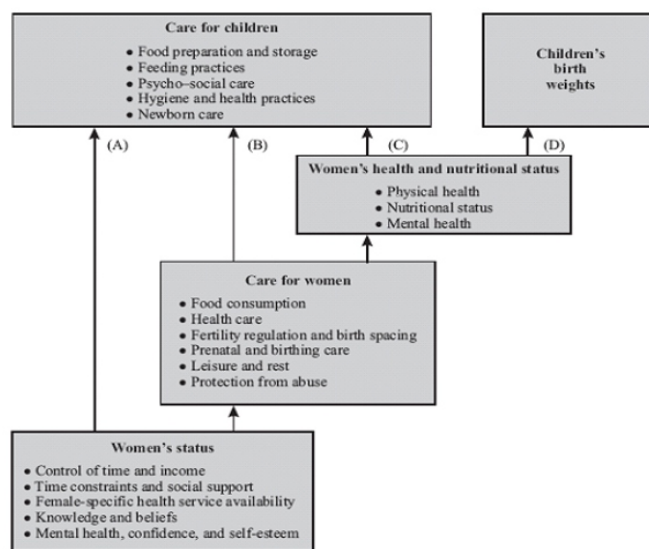 Care for children
• Food preparation and storage
• Feeding practices
• Psycho–social care
• Hygiene and health practices
• Newborn care
Children's
birth
weights
(A)
(B)
(C)
(D)
Women's health and nutritional status
• Physical health
• Nutritional status
• Mental health
Care for women
• Food consumption
• Health care
• Fertility regulation and birth spacing
• Prenatal and birthing care
• Leisure and rest
• Protection from abuse
Women's status
• Control of time and income
• Time constraints and social support
• Female-specific health service availability
• Knowledge and beliefs
• Mental health, confidence, and self-esteem